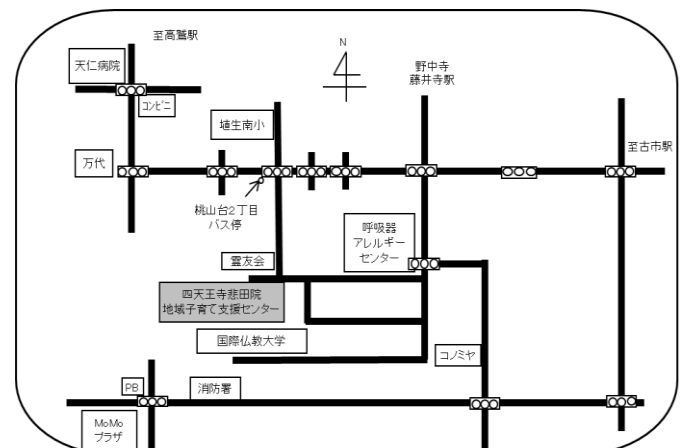 至高鷲駅
天仁病院
コンビニ
N
野中寺
藤井寺駅
埴生南小
万代
至古市駅
桃山台2丁目
バス停
呼吸器
アレルギー
センター
霊友会
四天王寺悲田院
地域子育て支援センター
国際仏教大学
コノミヤ
PB
消防署
MoMo
プラザ